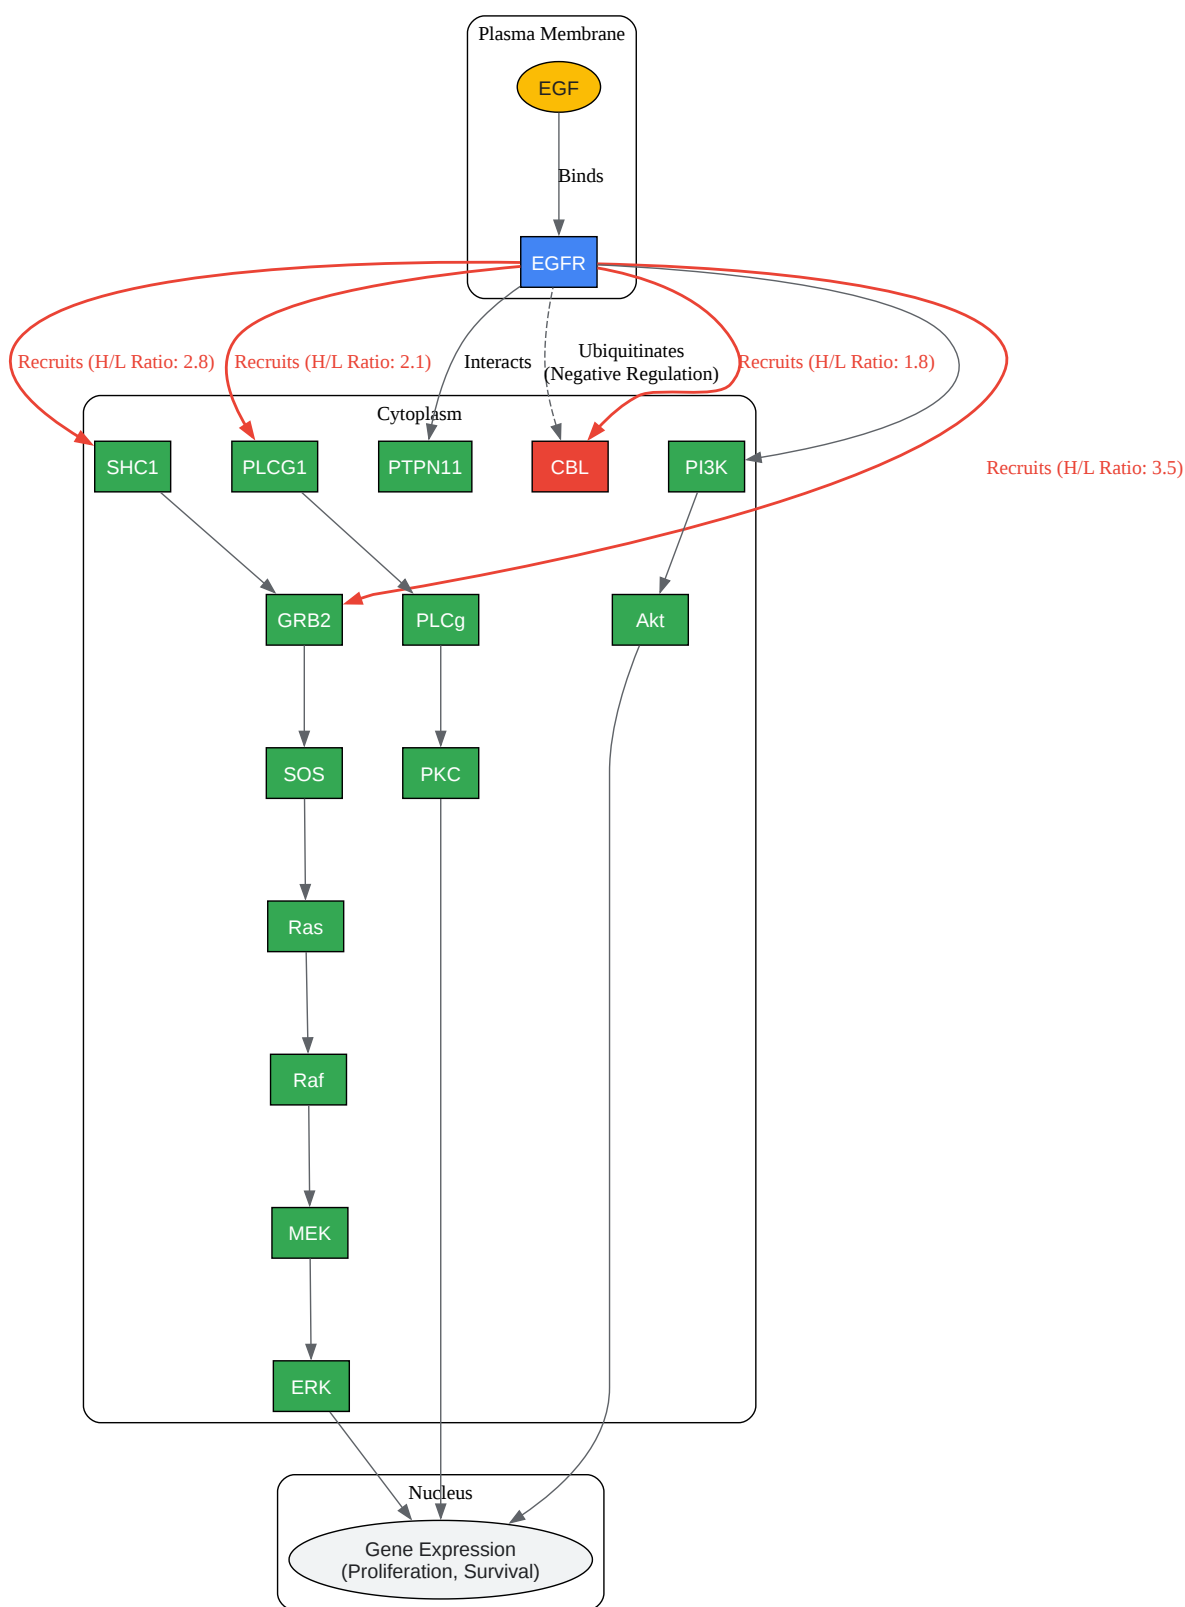 Plasma Membrane
EGF
Binds
EGFR
Recruits (H/L Ratio: 2.8)
Recruits (H/L Ratio: 2.1)
Interacts
Ubiquitinates
(Negative Regulation)
Recruits (H/L Ratio: 1.8)
Cytoplasm
SHC1
PLCG1
PTPN11
CBL
PI3K
Recruits (H/L Ratio: 3.5)
GRB2
PLCg
Akt
SOS
PKC
Ras
Raf
MEK
ERK
Nucleus
Gene Expression
(Proliferation, Survival)